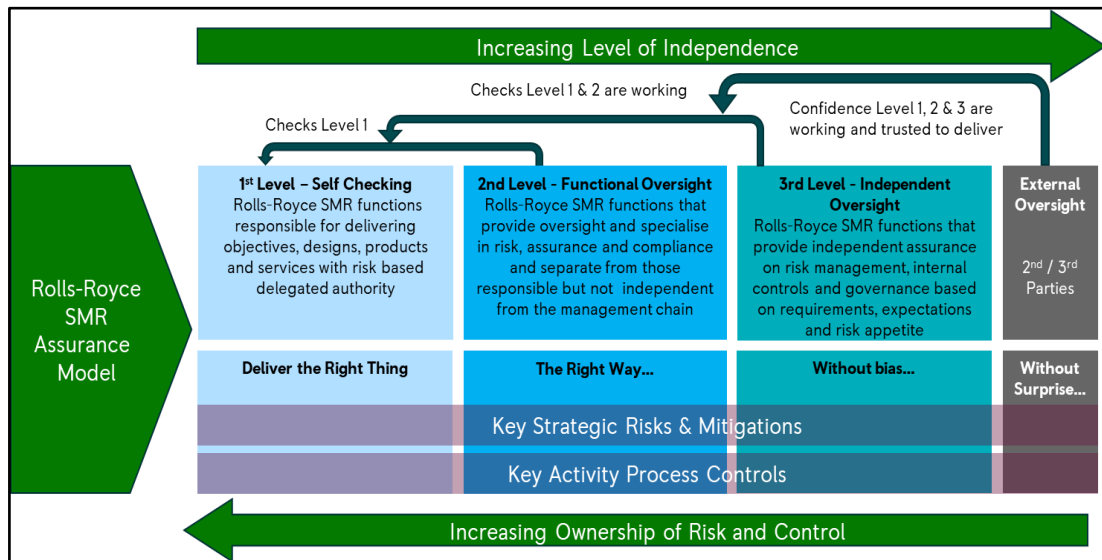 Increasing Level of Independence
Checks Level 1 & 2 are working
Checks Level 1
Confidence Level 1, 2 & 3 are
working and trusted to deliver
Rolls-Royce
SMR
Assurance
Model
1st Level – Self Checking
Rolls-Royce SMR functions
responsible for delivering
objectives, designs, products
and services with risk based
delegated authority
2nd Level - Functional Oversight
Rolls-Royce SMR functions that
provide oversight and specialise
in risk, assurance and compliance
and separate from those
responsible but not independent
from the management chain
3rd Level - Independent
Oversight
Rolls-Royce SMR functions that
provide independent assurance
on risk management, internal
controls and governance based
on requirements, expectations
and risk appetite
External
Oversight
2nd / 3rd
Parties
Deliver the Right Thing
The Right Way...
Without bias...
Without
Surprise...
Key Strategic Risks & Mitigations
Key Activity Process Controls
Increasing Ownership of Risk and Control